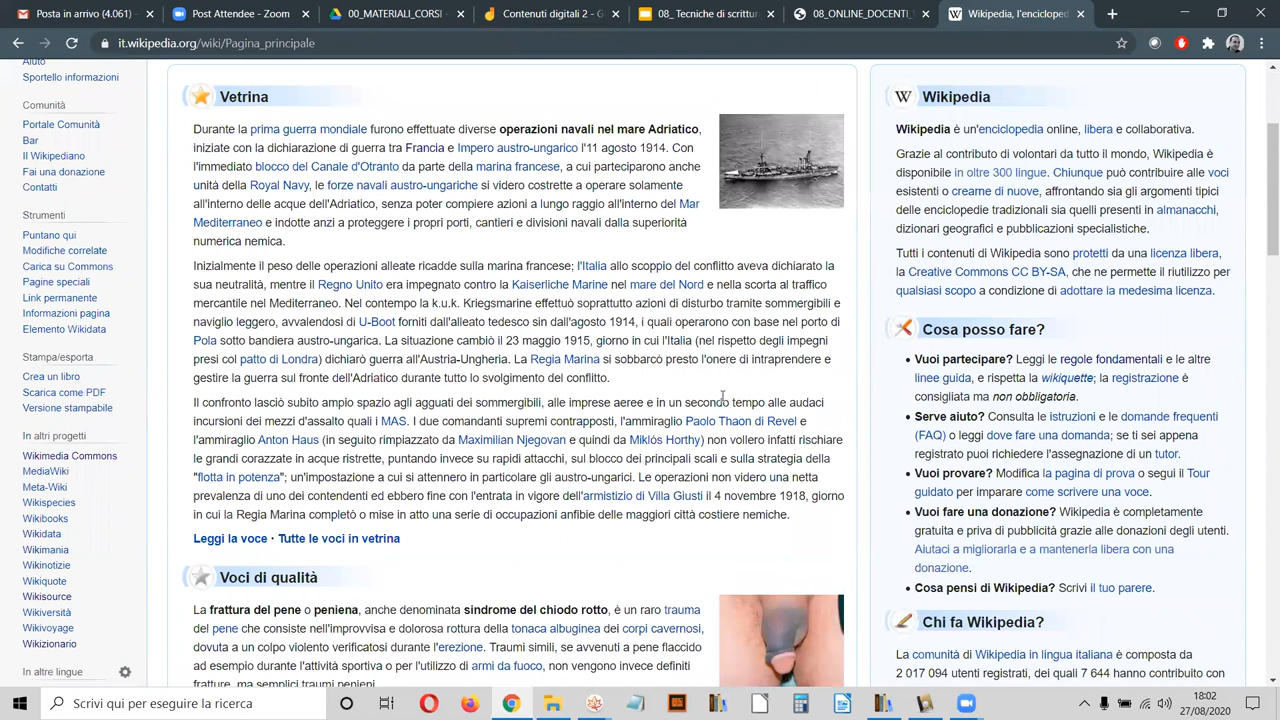 Posta in arrivo (4.061) -
Post Attendee - Zoom
00_MATERIALI_CORSI -
Contenuti digitali 2 - G
08_ Tecniche di scrittur
08_ONLINE_DOCENTI_
Wikipedia, l'encicloped
it.wikipedia.org/wiki/Pagina_principale
Aiuto
Sportello informazioni
Comunità
Portale Comunità
Bar
Il Wikipediano
Fai una donazione
Contatti
Strumenti
Puntano qui
Modifiche correlate
Carica su Commons
Pagine speciali
Link permanente
Informazioni pagina
Elemento Wikidata
Stampa/esporta
Crea un libro
Scarica come PDF
Versione stampabile
In altri progetti
Wikimedia Commons
MediaWiki
Meta-Wiki
Wikispecies
Wikibooks
Wikidata
Wikimania
Wikinotizie
Wikiquote
Wikisource
Wikiversità
Wikivoyage
Wikizionario
In altre lingue
Vetrina
Durante la prima guerra mondiale furono effettuate diverse operazioni navali nel mare Adriatico,
iniziate con la dichiarazione di guerra tra Francia e Impero austro-ungarico l'11 agosto 1914. Con
l'immediato blocco del Canale d'Otranto da parte della marina francese, a cui parteciparono anche
unità della Royal Navy, le forze navali austro-ungariche si videro costrette a operare solamente
all'interno delle acque dell'Adriatico, senza poter compiere azioni a lungo raggio all'interno del Mar
Mediterraneo e indotte anzi a proteggere i propri porti, cantieri e divisioni navali dalla superiorità
numerica nemica.
Inizialmente il peso delle operazioni alleate ricadde sulla marina francese; l'Italia allo scoppio del conflitto aveva dichiarato la
sua neutralità, mentre il Regno Unito era impegnato contro la Kaiserliche Marine nel mare del Nord e nella scorta al traffico
mercantile nel Mediterraneo. Nel contempo la k.u.k. Kriegsmarine effettuò soprattutto azioni di disturbo tramite sommergibili e
naviglio leggero, avvalendosi di U-Boot forniti dall'alleato tedesco sin dall'agosto 1914, i quali operarono con base nel porto di
Pola sotto bandiera austro-ungarica. La situazione cambiò il 23 maggio 1915, giorno in cui l'Italia (nel rispetto degli impegni
presi col patto di Londra) dichiarò guerra all'Austria-Ungheria. La Regia Marina si sobbarcò presto l'onere di intraprendere e
gestire la guerra sul fronte dell'Adriatico durante tutto lo svolgimento del conflitto.
Il confronto lasciò subito ampio spazio agli agguati dei sommergibili, alle imprese aeree e in un secondo tempo alle audaci
incursioni dei mezzi d'assalto quali i MAS. I due comandanti supremi contrapposti, l'ammiraglio Paolo Thaon di Revel e
l'ammiraglio Anton Haus (in seguito rimpiazzato da Maximilian Njegovan e quindi da Miklós Horthy) non vollero infatti rischiare
le grandi corazzate in acque ristrette, puntando invece su rapidi attacchi, sul blocco dei principali scali e sulla strategia della
"flotta in potenza"; un'impostazione a cui si attennero in particolare gli austro-ungarici. Le operazioni non videro una netta
prevalenza di uno dei contendenti ed ebbero fine con l'entrata in vigore dell'armistizio di Villa Giusti il 4 novembre 1918, giorno
in cui la Regia Marina completò o mise in atto una serie di occupazioni anfibie delle maggiori città costiere nemiche.
Leggi la voce · Tutte le voci in vetrina
Voci di qualità
La frattura del pene o peniena, anche denominata sindrome del chiodo rotto, è un raro trauma
del pene che consiste nell'improvvisa e dolorosa rottura della tonaca albuginea dei corpi cavernosi,
dovuta a un colpo violento verificatosi durante l'erezione. Traumi simili, se avvenuti a pene flaccido
ad esempio durante l'attività sportiva o per l'utilizzo di armi da fuoco, non vengono invece definiti
fratture, ma semplici traumi penieni.
W
Wikipedia
Wikipedia è un'enciclopedia online, libera e collaborativa.
Grazie al contributo di volontari da tutto il mondo, Wikipedia è
disponibile in oltre 300 lingue. Chiunque può contribuire alle voci
esistenti o crearne di nuove, affrontando sia gli argomenti tipici
delle enciclopedie tradizionali sia quelli presenti in almanacchi,
dizionari geografici e pubblicazioni specialistiche.
Tutti i contenuti di Wikipedia sono protetti da una licenza libera,
la Creative Commons CC BY-SA, che ne permette il riutilizzo per
qualsiasi scopo a condizione di adottare la medesima licenza.
Cosa posso fare?
• Vuoi partecipare? Leggi le regole fondamentali e le altre
linee guida, e rispetta la wikiquette; la registrazione è
consigliata ma non obbligatoria.
• Serve aiuto? Consulta le istruzioni e le domande frequenti
(FAQ) o leggi dove fare una domanda; se ti sei appena
registrato puoi richiedere l'assegnazione di un tutor.
• Vuoi provare? Modifica la pagina di prova o segui il Tour
guidato per imparare come scrivere una voce.
• Vuoi fare una donazione? Wikipedia è completamente
gratuita e priva di pubblicità grazie alle donazioni degli utenti.
Aiutaci a migliorarla e a mantenerla libera con una
donazione.
• Cosa pensi di Wikipedia? Scrivi il tuo parere.
Chi fa Wikipedia?
La comunità di Wikipedia in lingua italiana è composta da
2 017 094 utenti registrati, dei quali 7 644 hanno contribuito con
Scrivi qui per eseguire la ricerca
18:02
27/08/2020